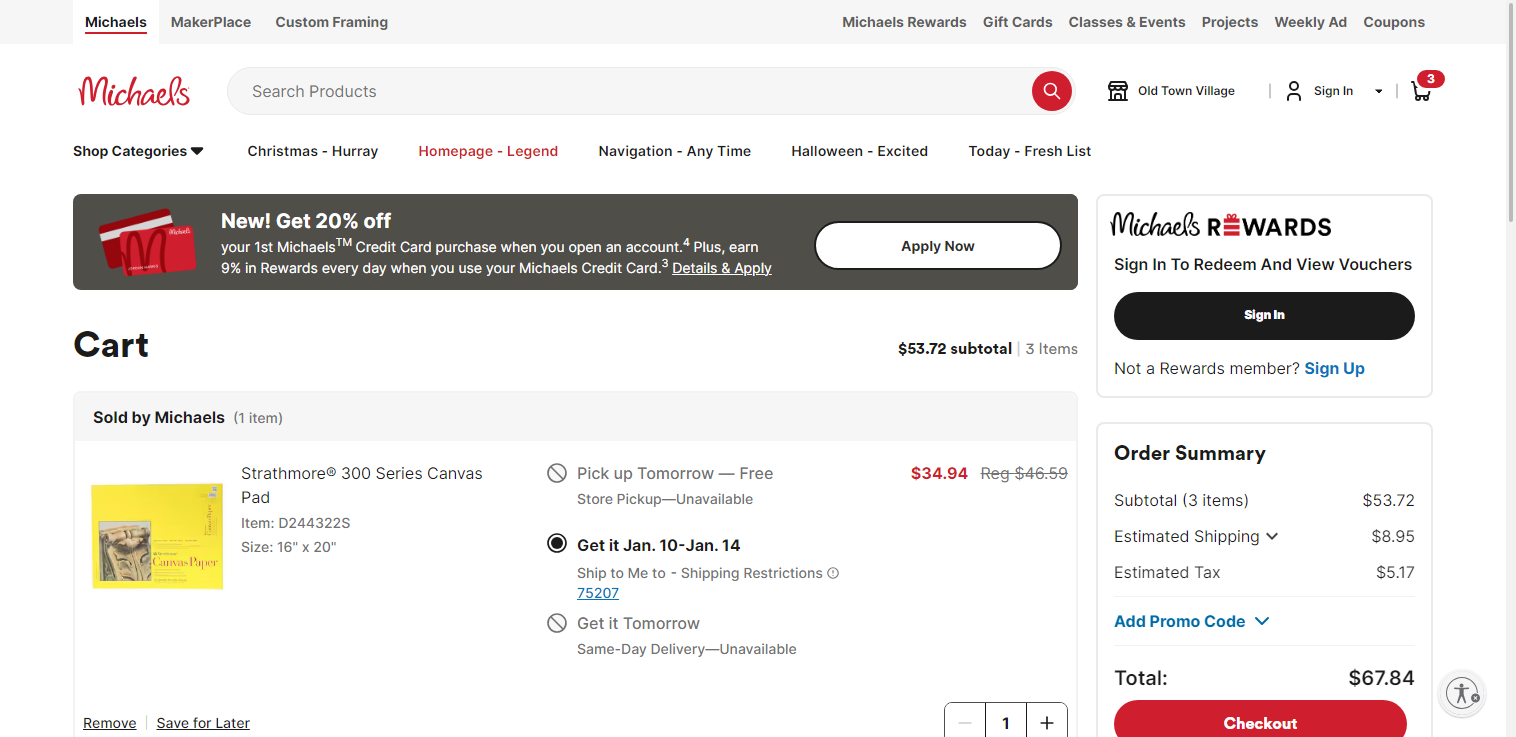 Michaels MakerPlace Custom Framing Michaels Rewards Gift Cards Classes & Events Projects Weekly Ad Coupons
Michaels Search Products Old Town Village Sign In 3
Shop Categories Christmas - Hurray Homepage - Legend Navigation - Any Time Halloween - Excited Today - Fresh List
New! Get 20% off
your 1st Michaels™ Credit Card purchase when you open an account.4 Plus, earn
9% in Rewards every day when you use your Michaels Credit Card.3 Details & Apply
Apply Now
Michaels REWARDS
Sign In To Redeem And View Vouchers
Sign In
Not a Rewards member? Sign Up
Cart
$53.72 subtotal | 3 Items
Sold by Michaels (1 item)
Canvas Paper
Strathmore® 300 Series Canvas
Pad
Item: D244322S
Size: 16" x 20"
Pick up Tomorrow — Free
Store Pickup—Unavailable
Get it Jan. 10-Jan. 14
Ship to Me to - Shipping Restrictions
75207
Get it Tomorrow
Same-Day Delivery—Unavailable
$34.94 Reg $46.59
Remove Save for Later
1
Order Summary
Subtotal (3 items) $53.72
Estimated Shipping $8.95
Estimated Tax $5.17
Add Promo Code
Total: $67.84
Checkout